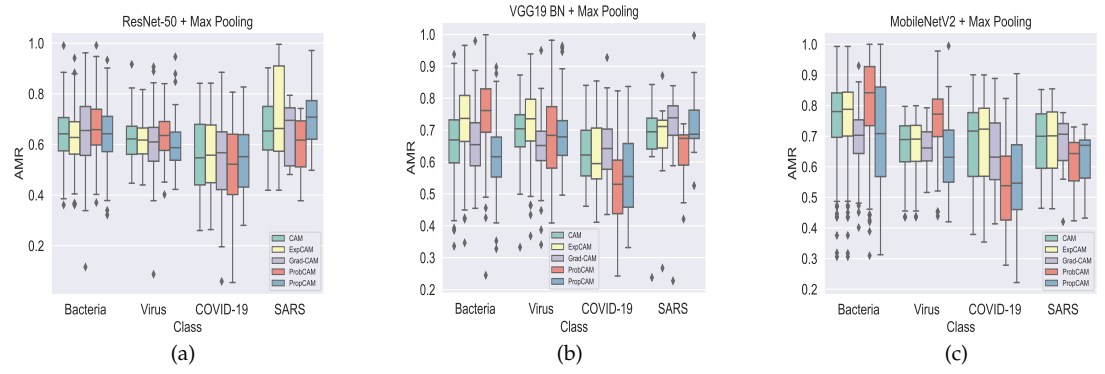 ResNet-50 + Max Pooling
1.0
0.8
0.6
0.4
0.2
AMR
CAM
ExpCAM
Grad-CAM
ProbCAM
PropCAM
Bacteria Virus COVID-19 SARS
Class
(a)
VGG19 BN + Max Pooling
1.0
0.9
0.8
0.7
0.6
0.5
0.4
0.3
0.2
AMR
CAM
ExpCAM
Grad-CAM
ProbCAM
PropCAM
Bacteria Virus COVID-19 SARS
Class
(b)
MobileNetV2 + Max Pooling
1.0
0.9
0.8
0.7
0.6
0.5
0.4
0.3
0.2
AMR
CAM
ExpCAM
Grad-CAM
ProbCAM
PropCAM
Bacteria Virus COVID-19 SARS
Class
(c)